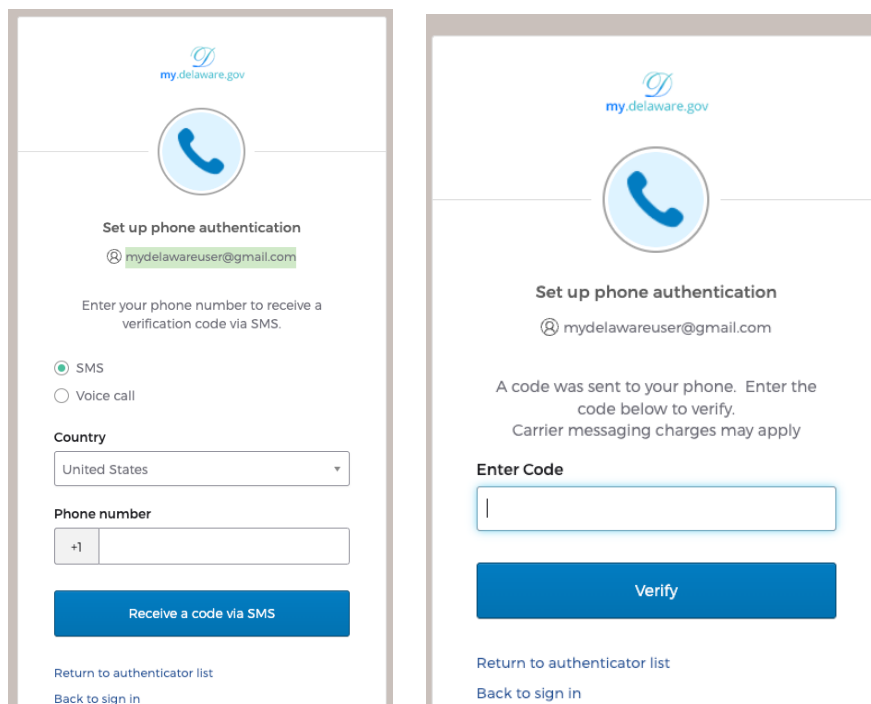 my.delaware.gov
Set up phone authentication
mydelawareuser@gmail.com
Enter your phone number to receive a
verification code via SMS.
SMS
Voice call
Country
United States
Phone number
+1
Receive a code via SMS
Return to authenticator list
Back to sign in
my.delaware.gov
Set up phone authentication
mydelawareuser@gmail.com
A code was sent to your phone. Enter the
code below to verify.
Carrier messaging charges may apply
Enter Code
Verify
Return to authenticator list
Back to sign in